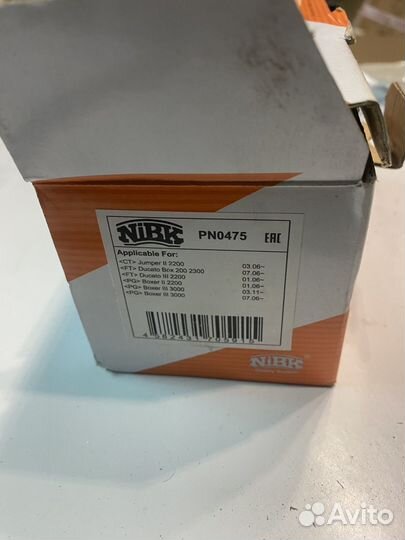 NiBK PN0475 EAC
Applicable For:
<CT> Jumper II 2200 03.06~
<FT> Ducato Box 200 2300 07.06~
<FT> Ducato III 2200 01.06~
<PG> Boxer II 2200 01.06~
<PG> Boxer III 3000 03.11~
<PG> Boxer III 3000 07.06~
NiBK
Avito